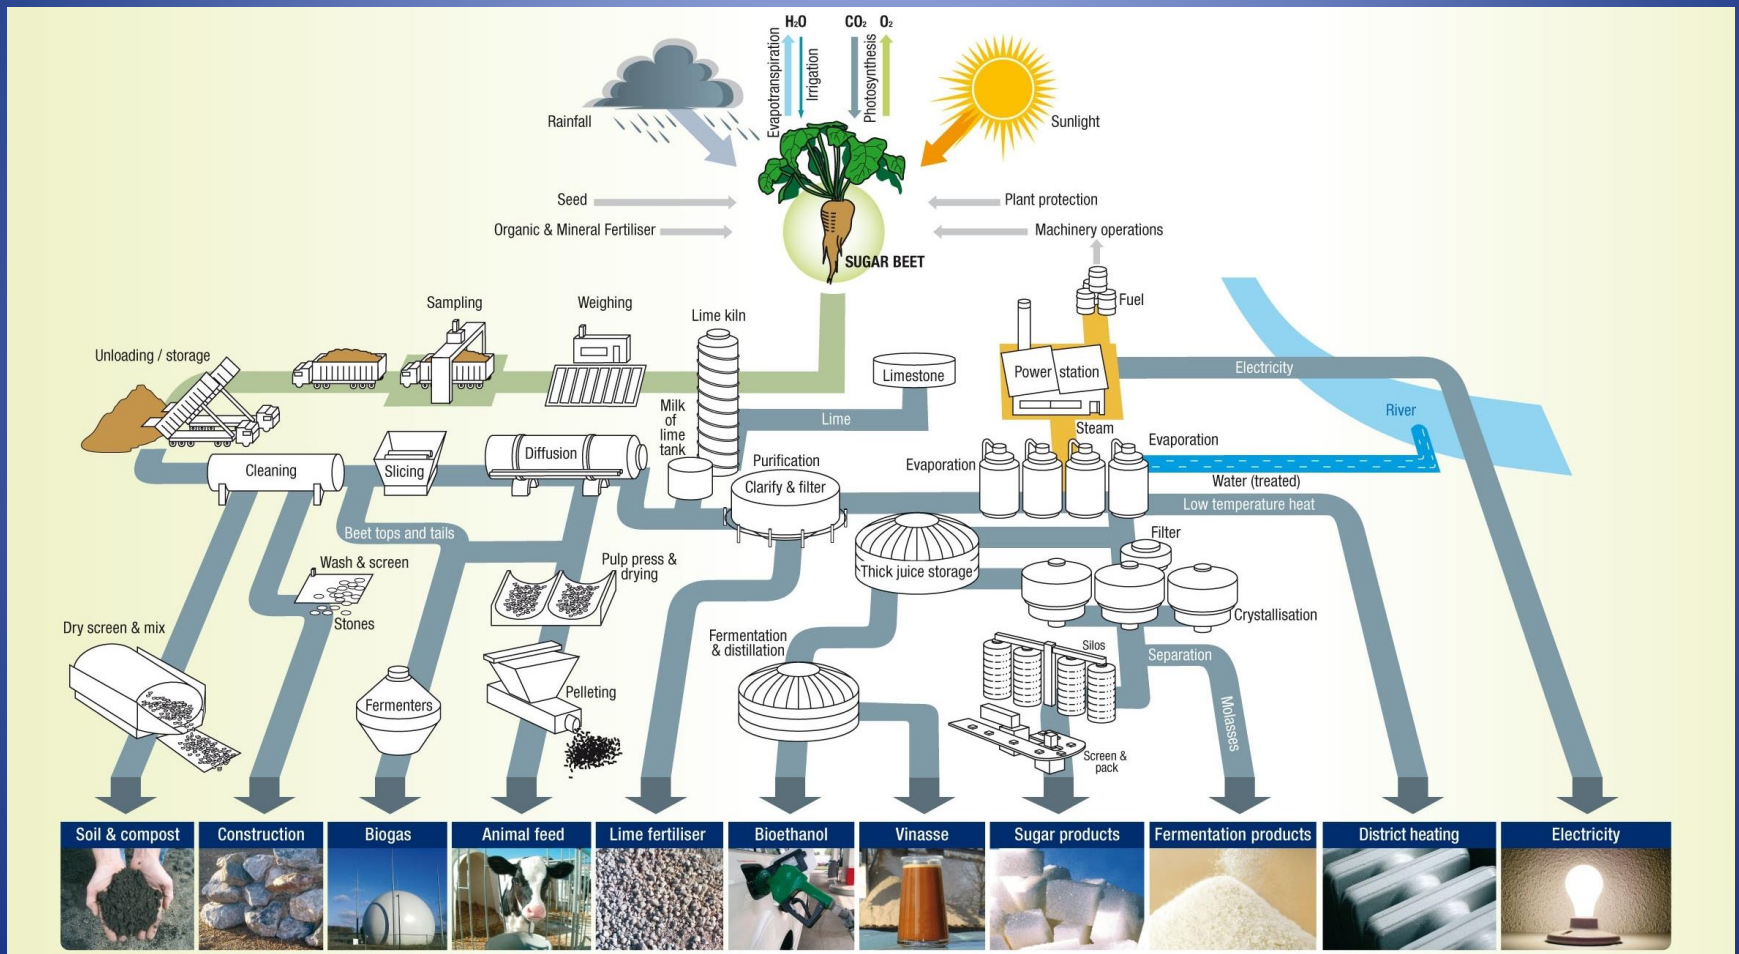 H₂O
CO₂
O₂
Evapotranspiration
Irrigation
Photosynthesis
Rainfall
Sunlight
Seed
Plant protection
Organic & Mineral Fertiliser
Machinery operations
SUGAR BEET
Fuel
Sampling
Weighing
Lime kiln
Unloading / storage
Limestone
Power station
Electricity
Milk
of
lime
tank
Lime
River
Steam
Evaporation
Diffusion
Purification
Evaporation
Cleaning
Slicing
Clarify & filter
Water (treated)
Low temperature heat
Beet tops and tails
Filter
Wash & screen
Pulp press &
drying
Thick juice storage
Stones
Crystallisation
Dry screen & mix
Fermentation
& distillation
Silos
Separation
Pelleting
Fermenters
Molasses
Screen &
pack
Soil & compost
Construction
Biogas
Animal feed
Lime fertiliser
Bioethanol
Vinasse
Sugar products
Fermentation products
District heating
Electricity